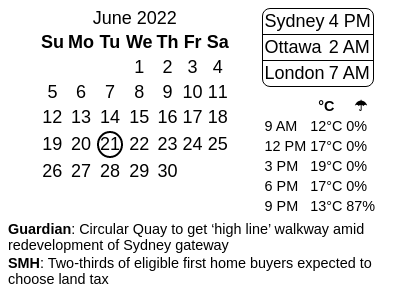 June 2022
Su Mo Tu We Th Fr Sa
1 2 3 4
5 6 7 8 9 10 11
12 13 14 15 16 17 18
19 20 21 22 23 24 25
26 27 28 29 30
Sydney 4 PM
Ottawa 2 AM
London 7 AM
°C ☂
9 AM 12°C 0%
12 PM 17°C 0%
3 PM 19°C 0%
6 PM 17°C 0%
9 PM 13°C 87%
Guardian: Circular Quay to get ‘high line’ walkway amid
redevelopment of Sydney gateway
SMH: Two-thirds of eligible first home buyers expected to
choose land tax